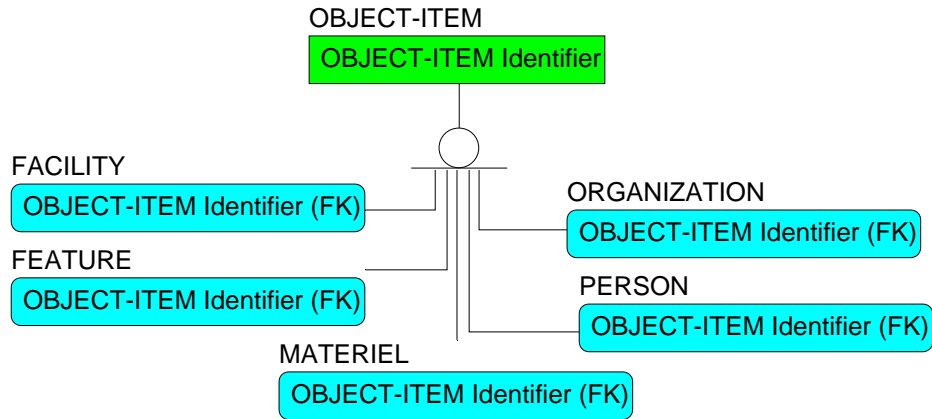 OBJECT-ITEM
OBJECT-ITEM Identifier
FACILITY
OBJECT-ITEM Identifier (FK)
FEATURE
OBJECT-ITEM Identifier (FK)
MATERIEL
OBJECT-ITEM Identifier (FK)
ORGANIZATION
OBJECT-ITEM Identifier (FK)
PERSON
OBJECT-ITEM Identifier (FK)